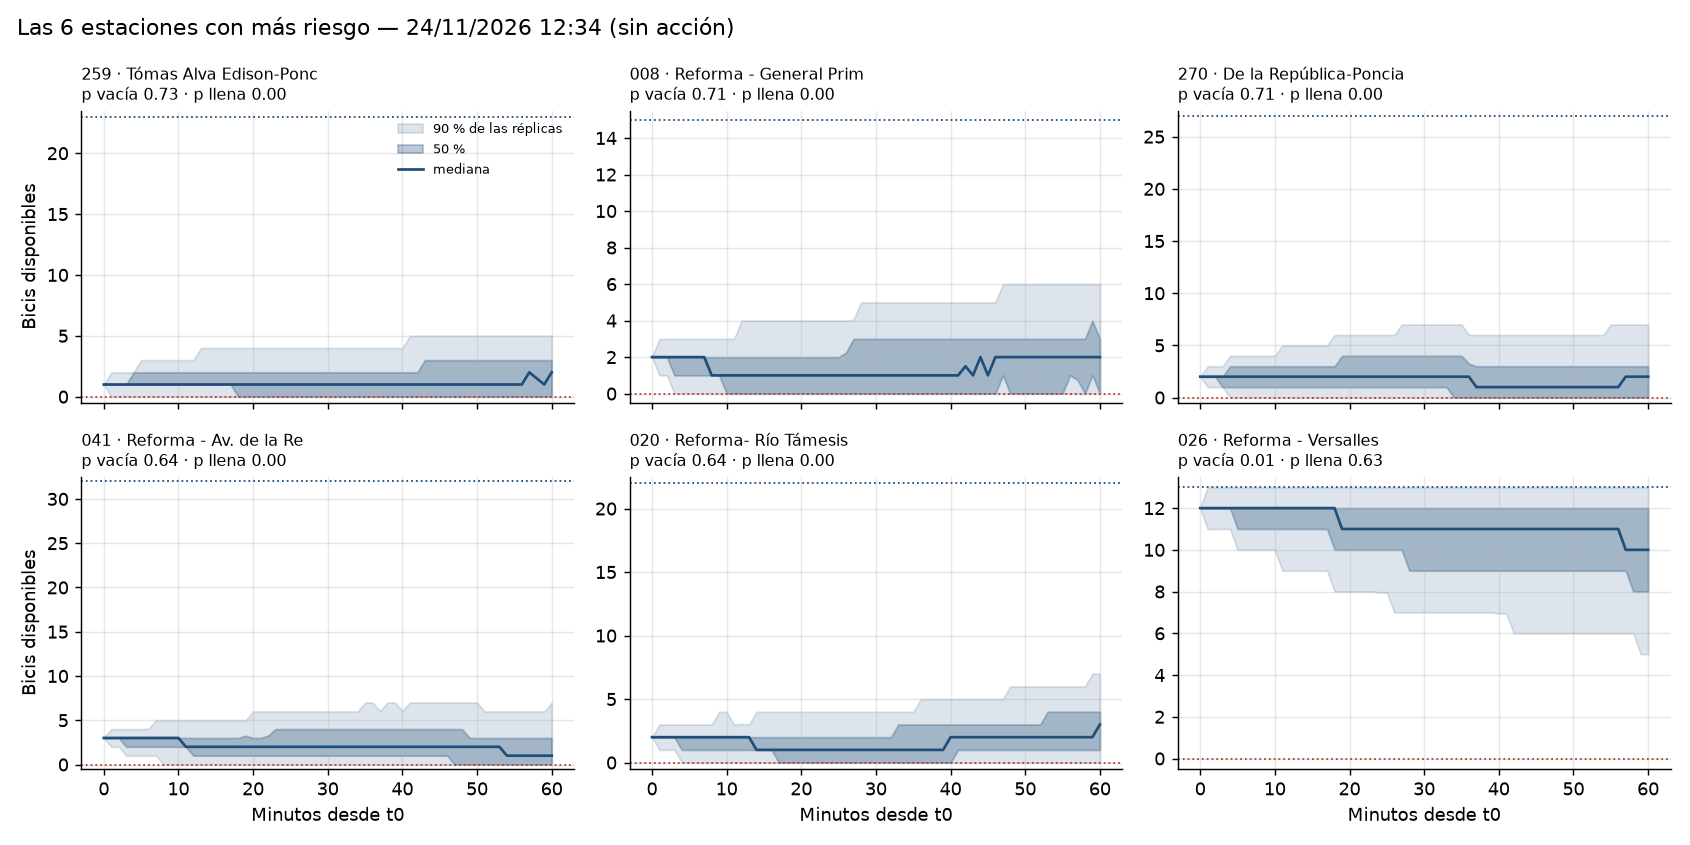 Las 6 estaciones con más riesgo — 24/11/2026 12:34 (sin acción)
259 · Tómas Alva Edison-Ponc
p vacía 0.73 · p llena 0.00
90 % de las réplicas
50 %
mediana
Bicis disponibles
20
15
10
5
0
0
10
20
30
40
50
60
008 · Reforma - General Prim
p vacía 0.71 · p llena 0.00
14
12
10
8
6
4
2
0
270 · De la República-Poncia
p vacía 0.71 · p llena 0.00
25
20
15
10
5
0
041 · Reforma - Av. de la Re
p vacía 0.64 · p llena 0.00
Bicis disponibles
30
25
20
15
10
5
0
0 10 20 30 40 50 60
Minutos desde t0
020 · Reforma- Río Támesis
p vacía 0.64 · p llena 0.00
20
15
10
5
0
0 10 20 30 40 50 60
Minutos desde t0
026 · Reforma - Versalles
p vacía 0.01 · p llena 0.63
12
10
8
6
4
2
0
0 10 20 30 40 50 60
Minutos desde t0